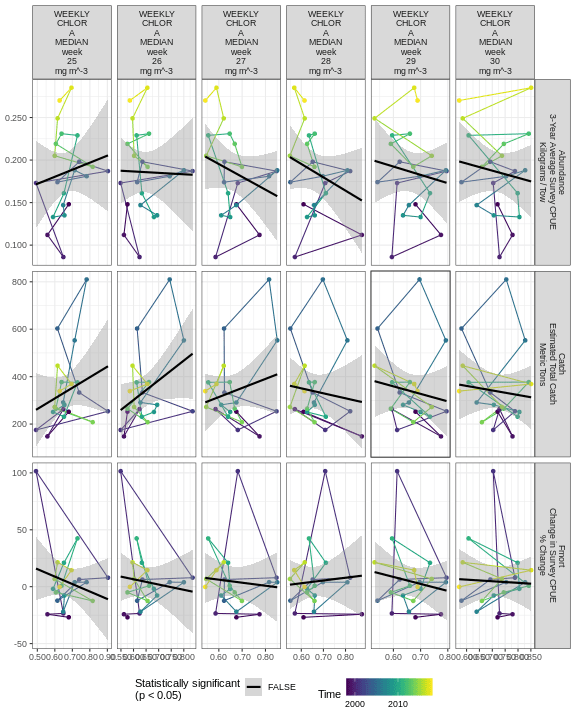 WEEKLY
CHLOR
A
MEDIAN
week
25
mg m^-3
WEEKLY
CHLOR
A
MEDIAN
week
26
mg m^-3
WEEKLY
CHLOR
A
MEDIAN
week
27
mg m^-3
WEEKLY
CHLOR
A
MEDIAN
week
28
mg m^-3
WEEKLY
CHLOR
A
MEDIAN
week
29
mg m^-3
WEEKLY
CHLOR
A
MEDIAN
week
30
mg m^-3
0.250
0.200
0.150
0.100
Abundance
3-Year Average Survey CPUE
Kilograms / Tow
800
600
400
200
Catch
Estimated Total Catch
Metric Tons
100
50
0
-50
Fmort
Change in Survey CPUE
% Change
0.60 0.70 0.80
0.60 0.70 0.80
0.60 0.70
Statistically significant
(p < 0.05)
FALSE
Time
2000 2010